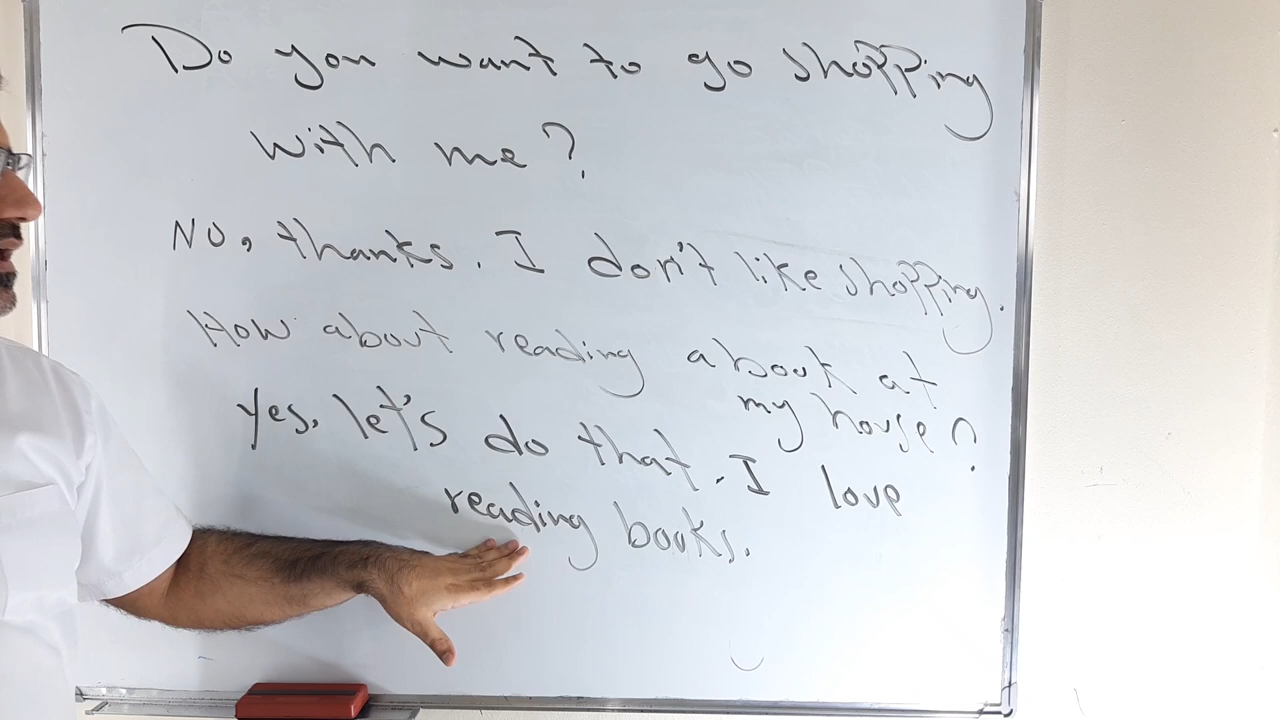 Do you want to go shopping
with me?
No, thanks. I don't like shopping.
How about reading a book at
my house?
yes. let's do that. I love
reading books.